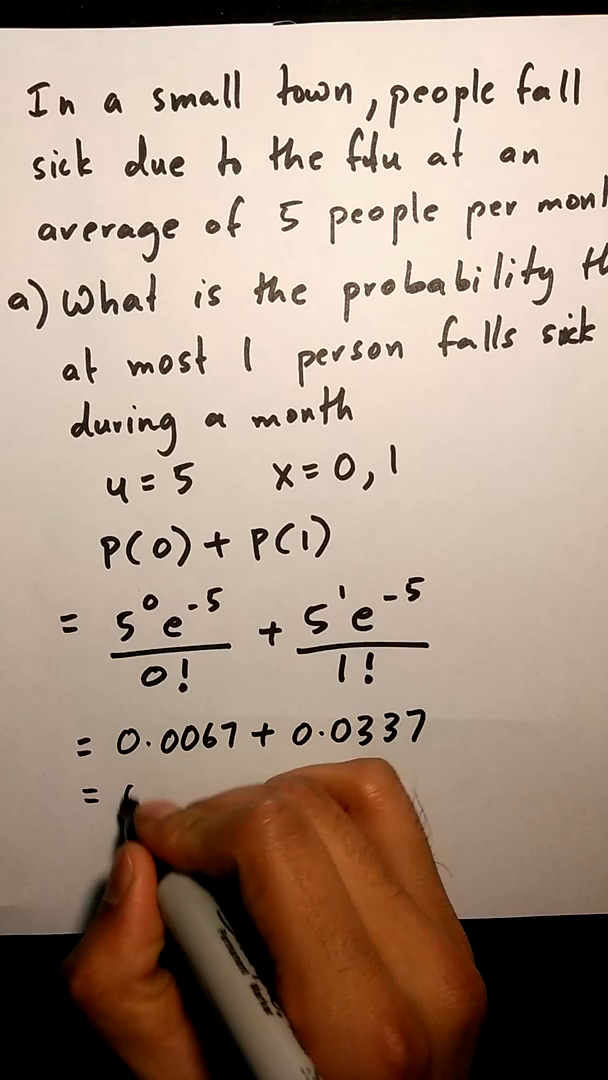 In a small town, people fall
sick due to the fdu at an
average of 5 people per mont
a) What is the probability th
at most 1 person falls sick
during a month
u = 5 x = 0, 1
P(0) + P(1)
= 5⁰e⁻⁵/0! + 5¹e⁻⁵/1!
= 0.0067 + 0.0337
=